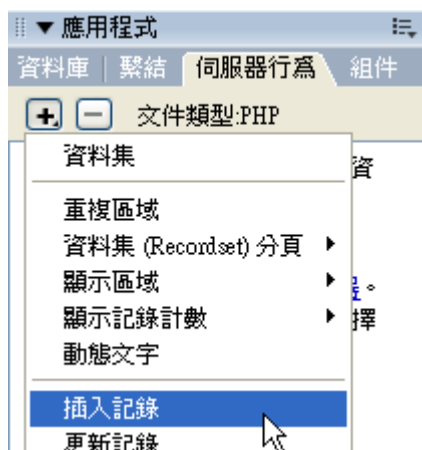 應用程式
資料庫 繫結 伺服器行為 組件
文件類型:PHP
資料集
資
重複區域
資料集 (Recordset) 分頁
顯示區域
。
顯示記錄計數
擇
動態文字
插入記錄
更新記錄